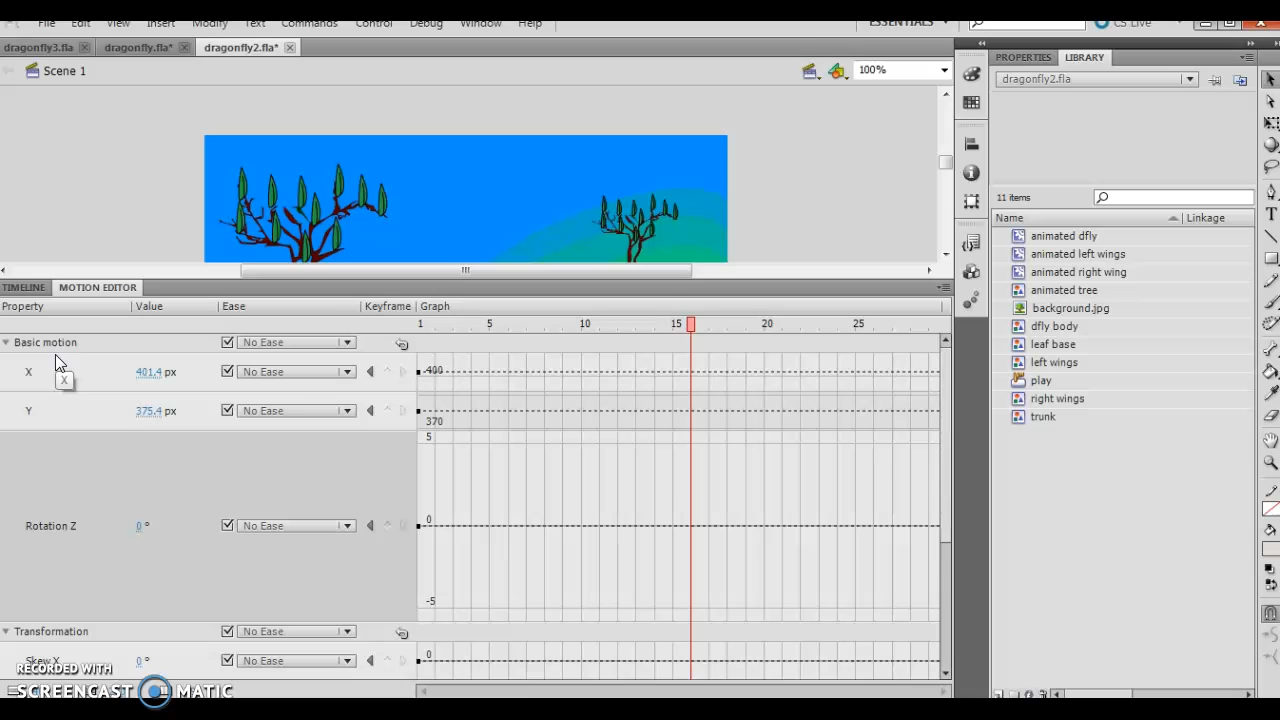 File Edit View Insert Modify Text Commands Control Debug Window Help ESSENTIALS CS Live
dragonfly3.fla dragonfly.fla* dragonfly2.fla*
Scene 1 100%
PROPERTIES LIBRARY
dragonfly2.fla
11 items
Name Linkage
animated dfly
animated left wings
animated right wing
animated tree
background.jpg
dfly body
leaf base
left wings
play
right wings
trunk
TIMELINE MOTION EDITOR
Property Value Ease Keyframe Graph
1 5 10 15 20 25
Basic motion No Ease
X 401.4 px No Ease 400
X
Y 375.4 px No Ease 370
5
Rotation Z 0 ° No Ease 0
-5
Transformation No Ease
Skew X 0 ° No Ease 0
RECORDED WITH
SCREENCAST MATIC